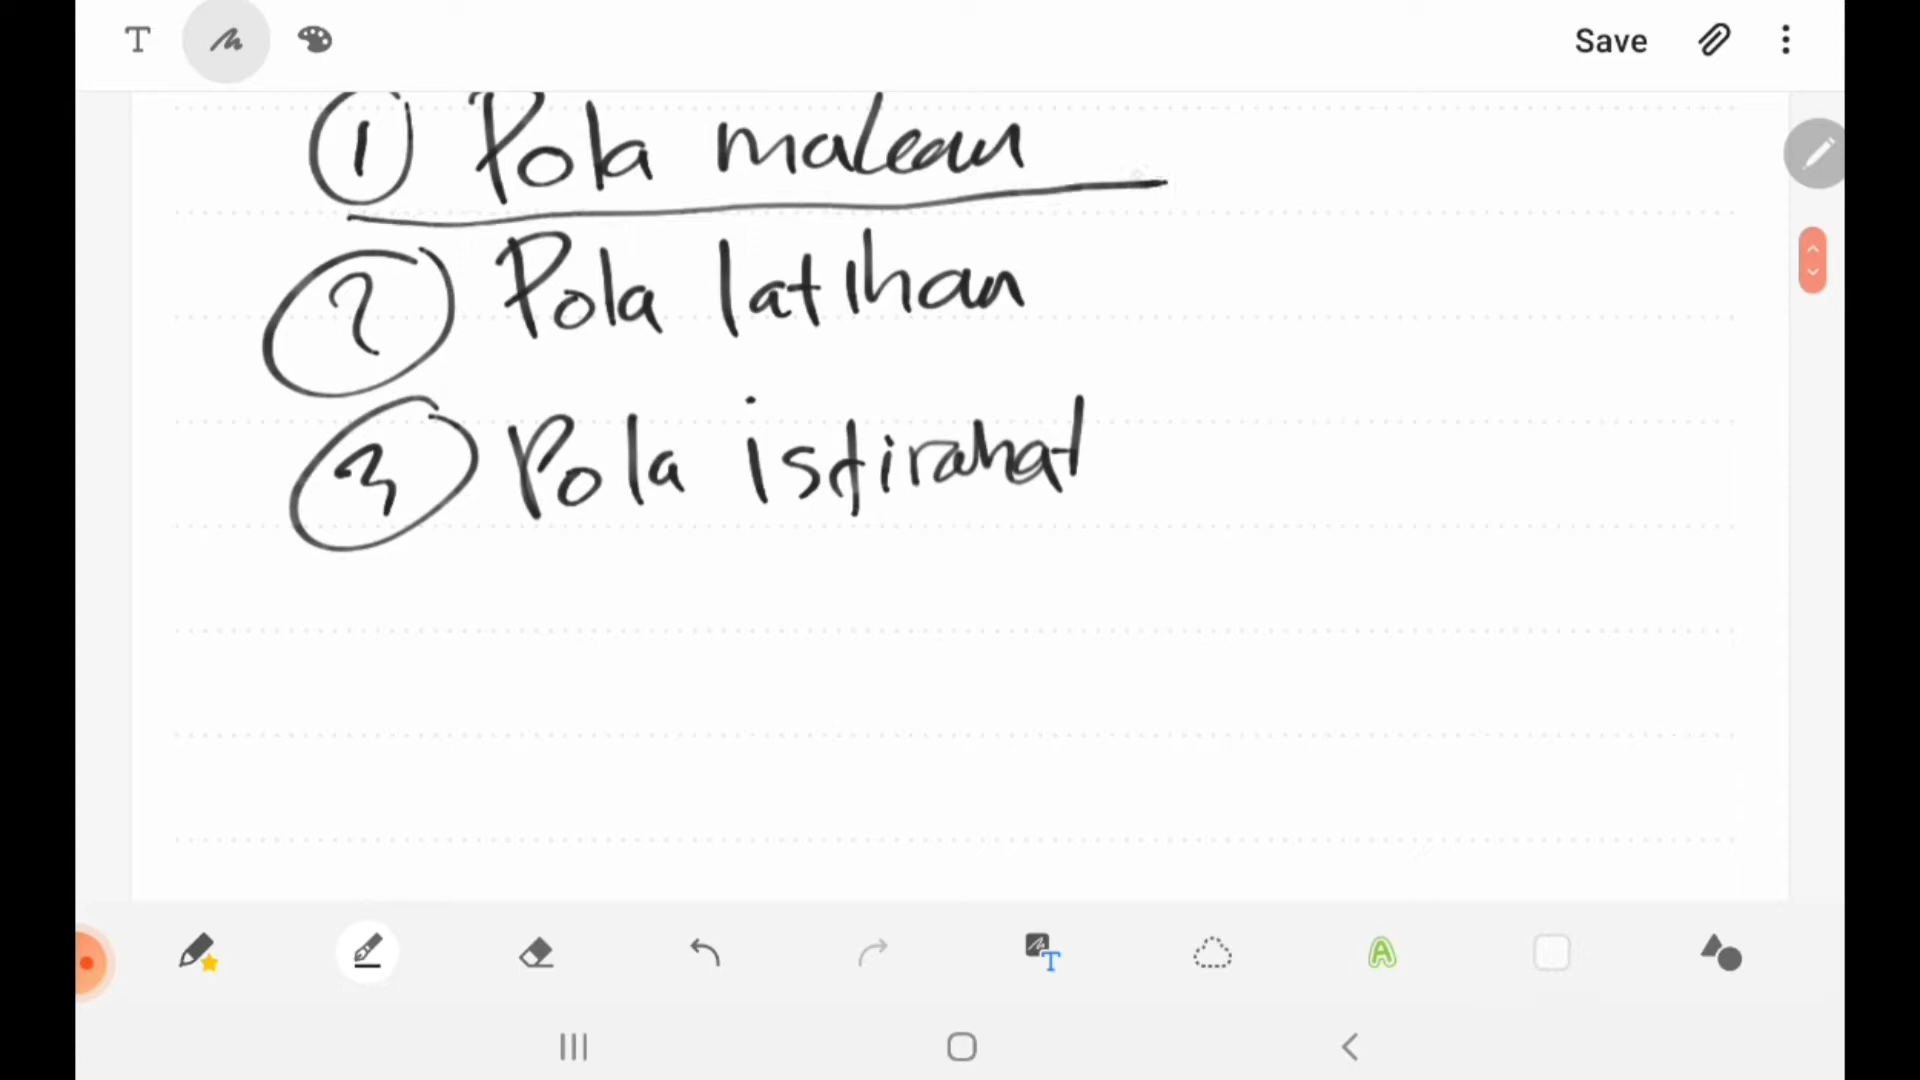 T
Save
① Pola makan
② Pola latihan
③ Pola istirahat
T
A